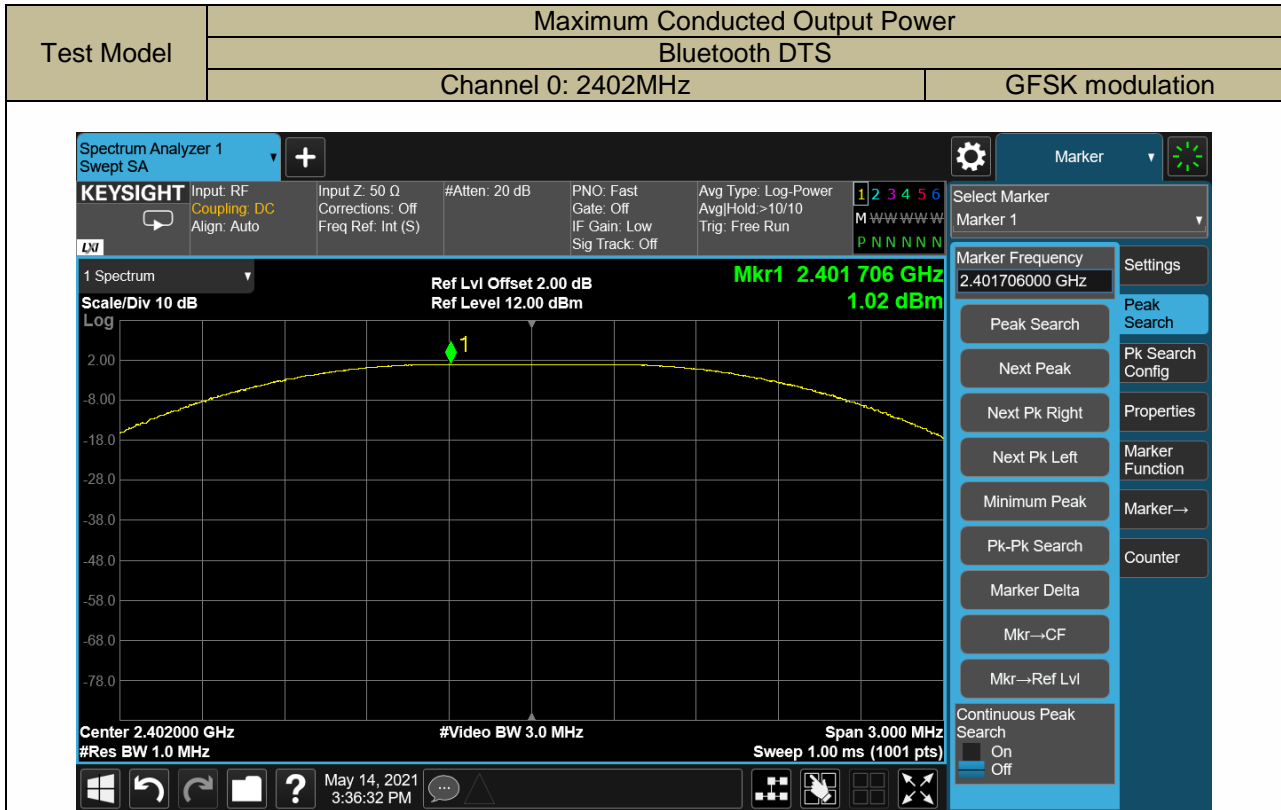 Test Model
Maximum Conducted Output Power
Bluetooth DTS
Channel 0: 2402MHz
GFSK modulation
Spectrum Analyzer 1
Swept SA
Marker
KEYSIGHT
LXI
Input: RF
Coupling: DC
Align: Auto
Input Z: 50 Ω
Corrections: Off
Freq Ref: Int (S)
#Atten: 20 dB
PNO: Fast
Gate: Off
IF Gain: Low
Sig Track: Off
Avg Type: Log-Power
Avg|Hold:>10/10
Trig: Free Run
1 2 3 4 5 6
M W W W W W
P N N N N N
1 Spectrum
Scale/Div 10 dB
Log
Ref Lvl Offset 2.00 dB
Ref Level 12.00 dBm
Mkr1 2.401 706 GHz
1.02 dBm
1
2.00
-8.00
-18.0
-28.0
-38.0
-48.0
-58.0
-68.0
-78.0
Center 2.402000 GHz
#Res BW 1.0 MHz
#Video BW 3.0 MHz
Span 3.000 MHz
Sweep 1.00 ms (1001 pts)
Select Marker
Marker 1
Marker Frequency
2.401706000 GHz
Peak Search
Next Peak
Next Pk Right
Next Pk Left
Minimum Peak
Pk-Pk Search
Marker Delta
Mkr→CF
Mkr→Ref Lvl
Continuous Peak
Search
On
Off
Settings
Peak
Search
Pk Search
Config
Properties
Marker
Function
Marker→
Counter
?
May 14, 2021
3:36:32 PM